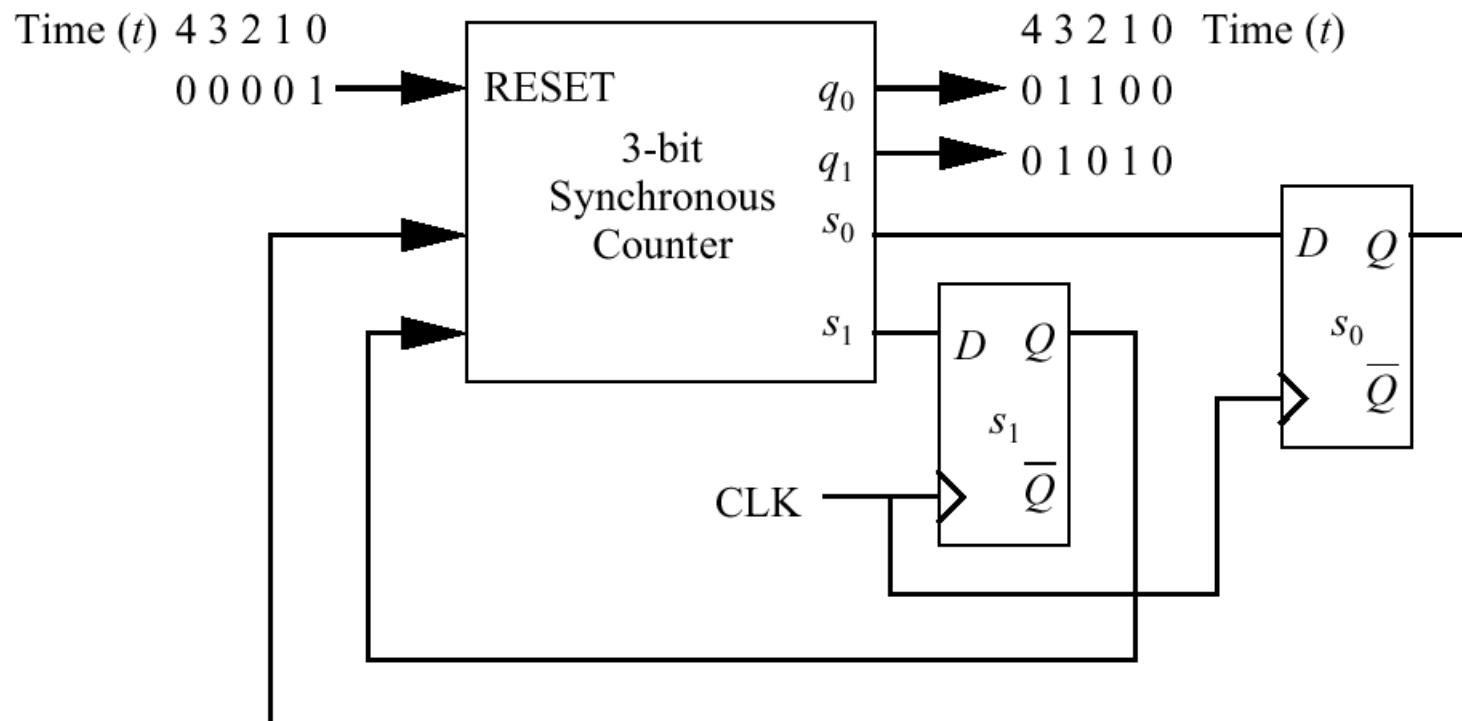 Time (t) 4 3 2 1 0
4 3 2 1 0 Time (t)
0 0 0 0 1
RESET
q0
0 1 1 0 0
3-bit
Synchronous
Counter
q1
0 1 0 1 0
s0
s1
D Q
s1
Q̅
D Q
s0
Q̅
CLK